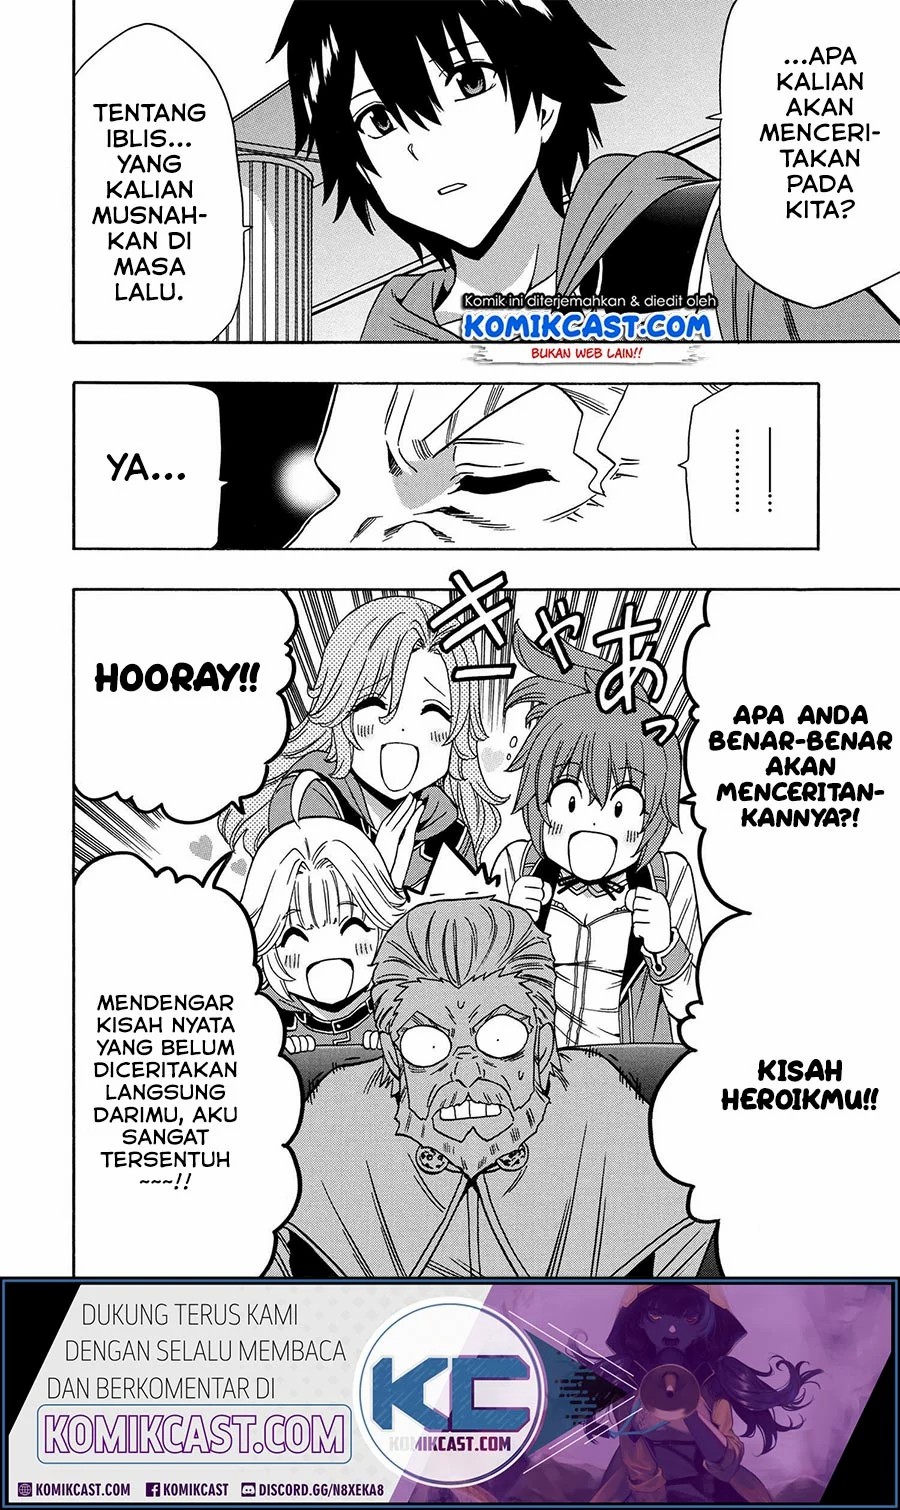 ...APA
KALIAN
AKAN
MENCERI-
TAKAN
PADA
KITA?
TENTANG
IBLIS...
YANG
KALIAN
MUSNAH-
KAN DI
MASA
LALU.
Komik ini diterjemahkan & diedit oleh
KOMIKCAST.COM
BUKAN WEB LAIN!!
YA...
きゃあっ
ー
APA ANDA
BENAR-BENAR
AKAN
MENCERITAN-
KANNYA?!
KISAH
HEROIKMU!!
HOORAY!!
MENDENGAR
KISAH NYATA
YANG BELUM
DICERITAKAN
LANGSUNG
DARIMU, AKU
SANGAT
TERSENTUH
~~~!!
DUKUNG TERUS KAMI
DENGAN SELALU MEMBACA
DAN BERKOMENTAR DI
KOMIKCAST.COM
KOMIKCAST.COM KOMIKCAST DISCORD.GG/N8XEKA8
KC
KOMIKCAST.COM